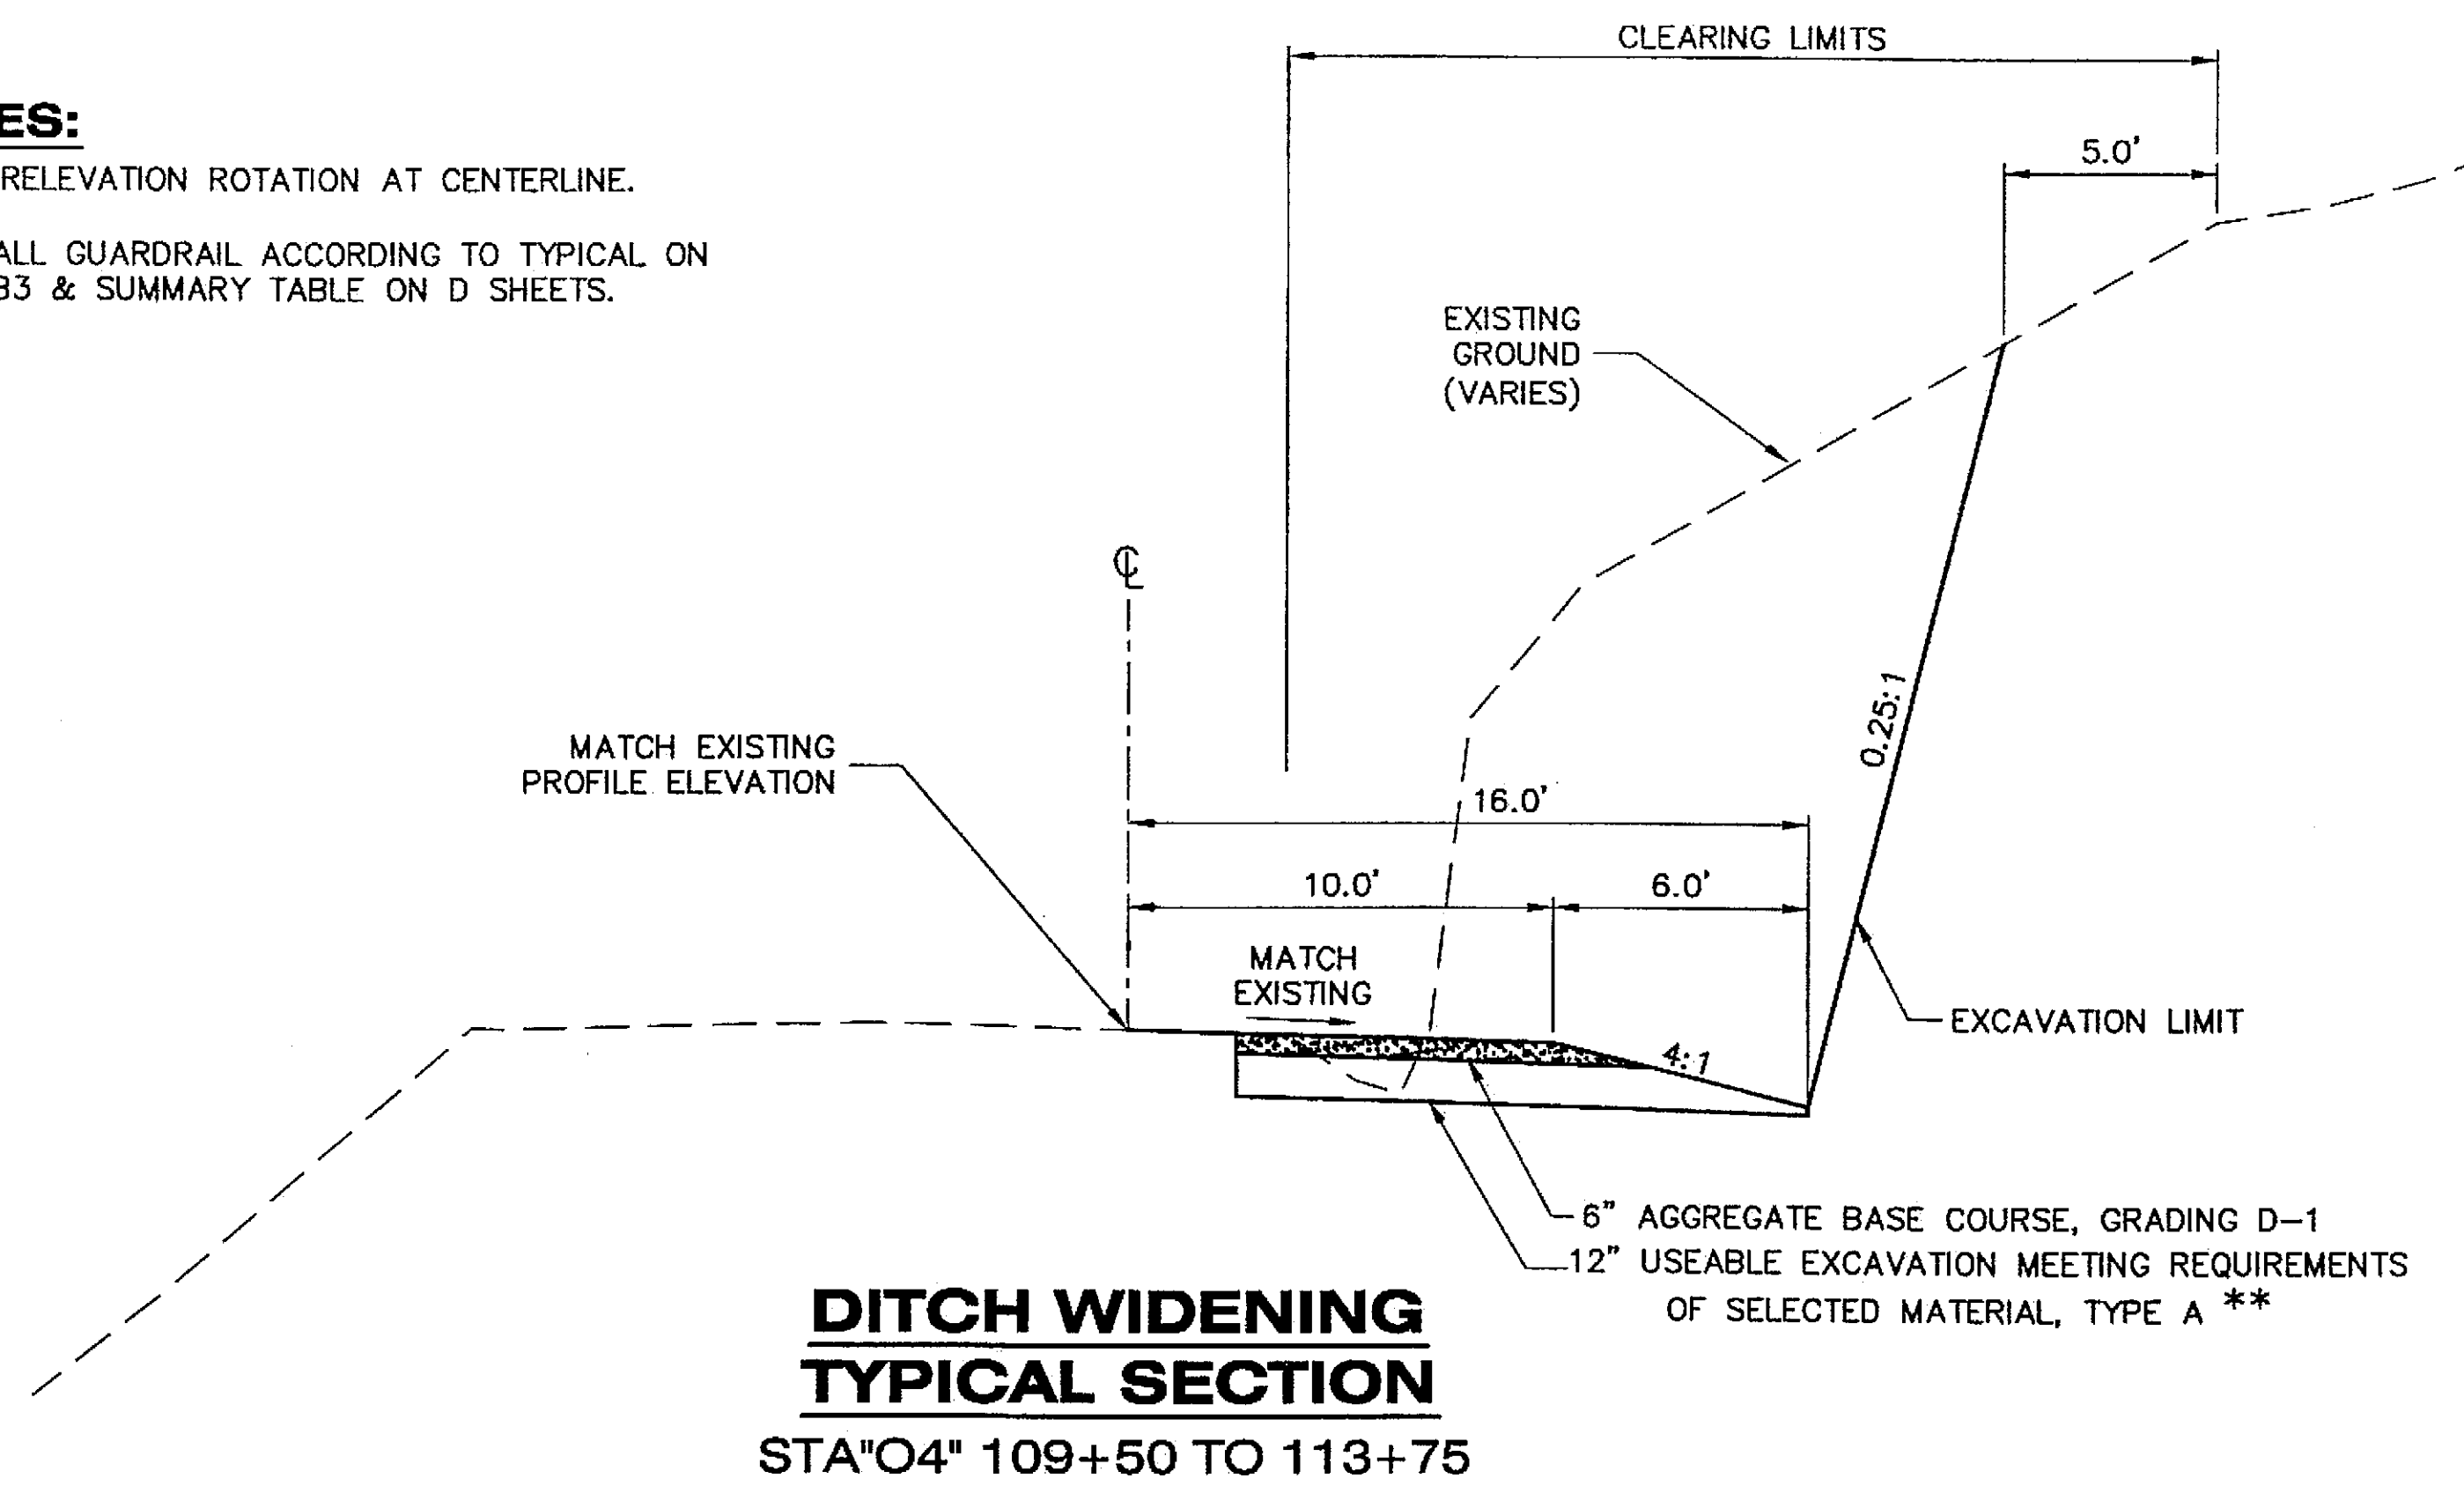 CLEARING LIMITS
ES:
RELEVATION ROTATION AT CENTERLINE.
ALL GUARDRAIL ACCORDING TO TYPICAL ON
B3 & SUMMARY TABLE ON D SHEETS.
5.0'
EXISTING
GROUND
(VARIES)
℄
MATCH EXISTING
PROFILE ELEVATION
0.25:1
16.0'
10.0'
6.0'
MATCH
EXISTING
EXCAVATION LIMIT
4:1
6" AGGREGATE BASE COURSE, GRADING D-1
12" USEABLE EXCAVATION MEETING REQUIREMENTS
OF SELECTED MATERIAL, TYPE A **
DITCH WIDENING
TYPICAL SECTION
STA"O4" 109+50 TO 113+75